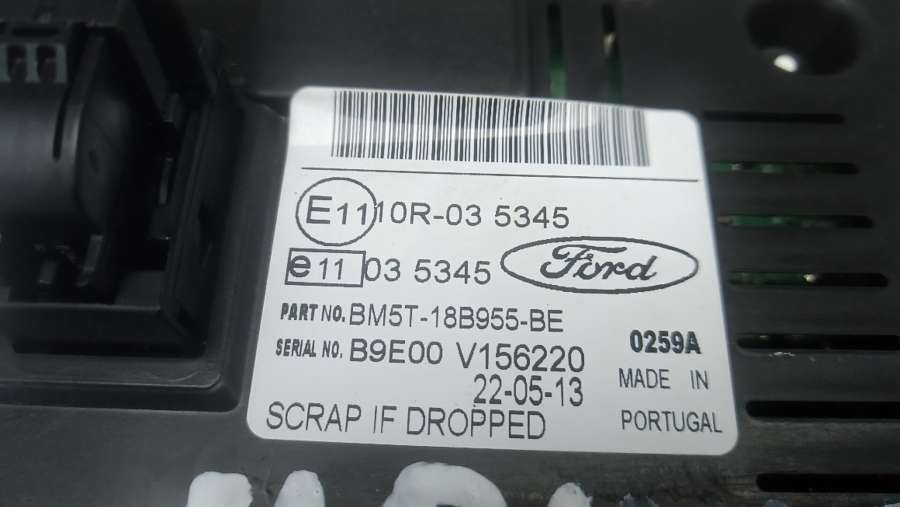 E11 10R-03 5345
e11 03 5345 Ford
PART NO. BM5T-18B955-BE
SERIAL NO. B9E00 V156220 0259A
22-05-13 MADE IN
SCRAP IF DROPPED PORTUGAL